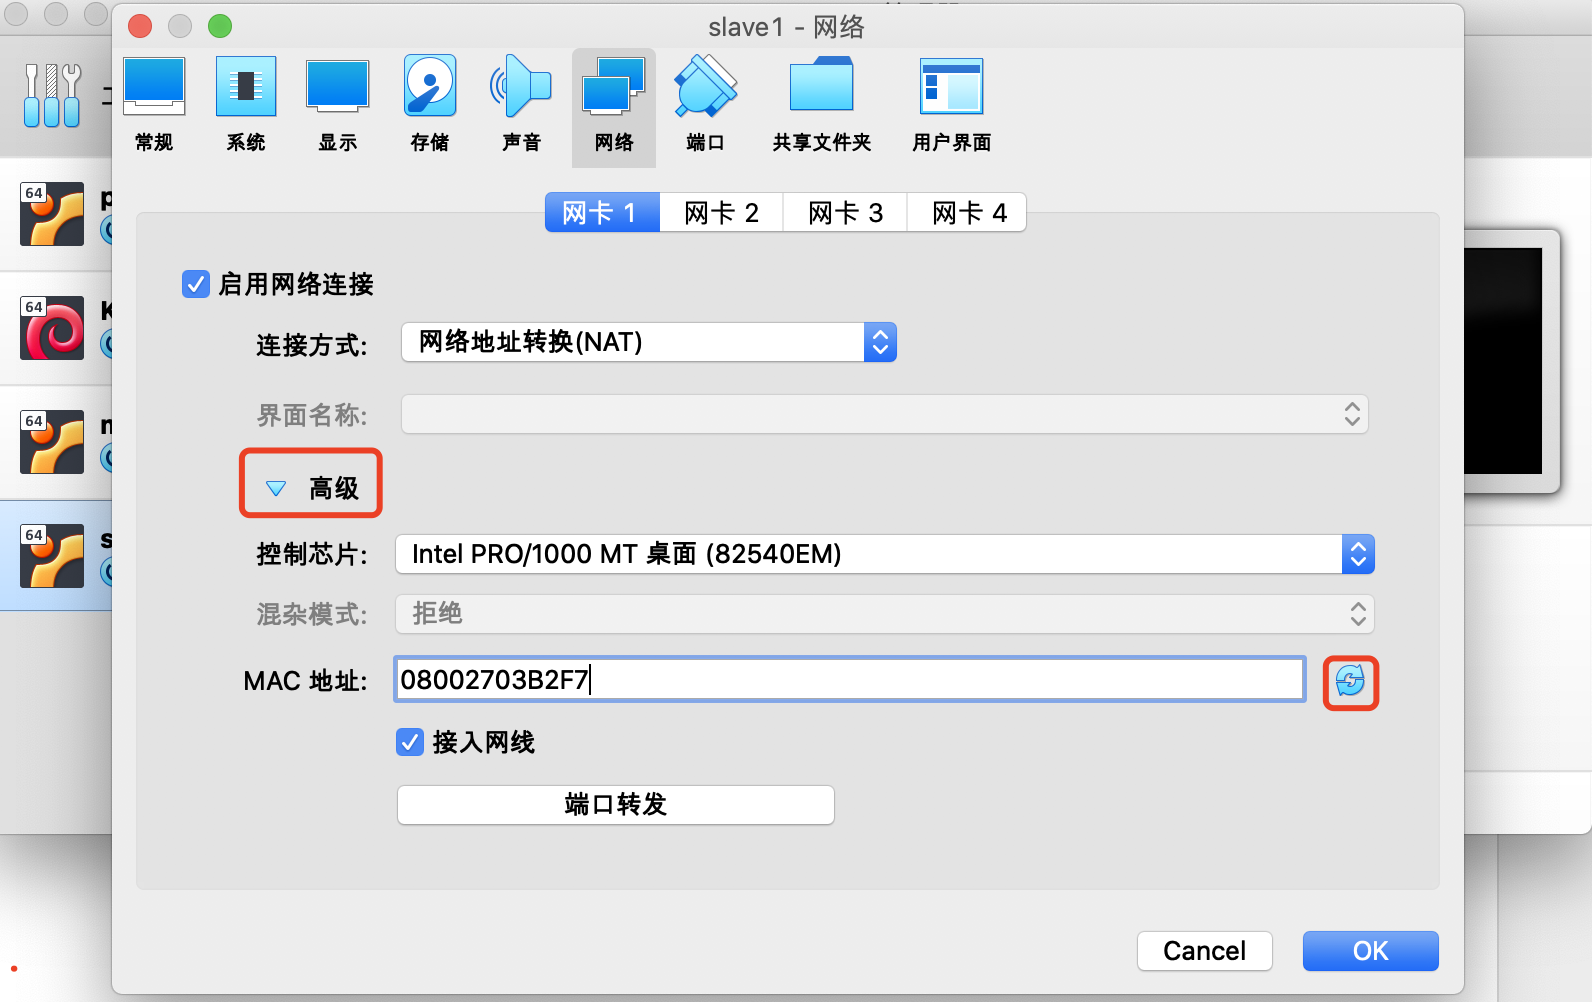 slave1 - 网络
常规
系统
显示
存储
声音
网络
端口
共享文件夹
用户界面
网卡 1
网卡 2
网卡 3
网卡 4
启用网络连接
连接方式:
网络地址转换(NAT)
界面名称:
高级
控制芯片:
Intel PRO/1000 MT 桌面 (82540EM)
混杂模式:
拒绝
MAC 地址:
08002703B2F7
接入网线
端口转发
Cancel
OK
64
64
64
64